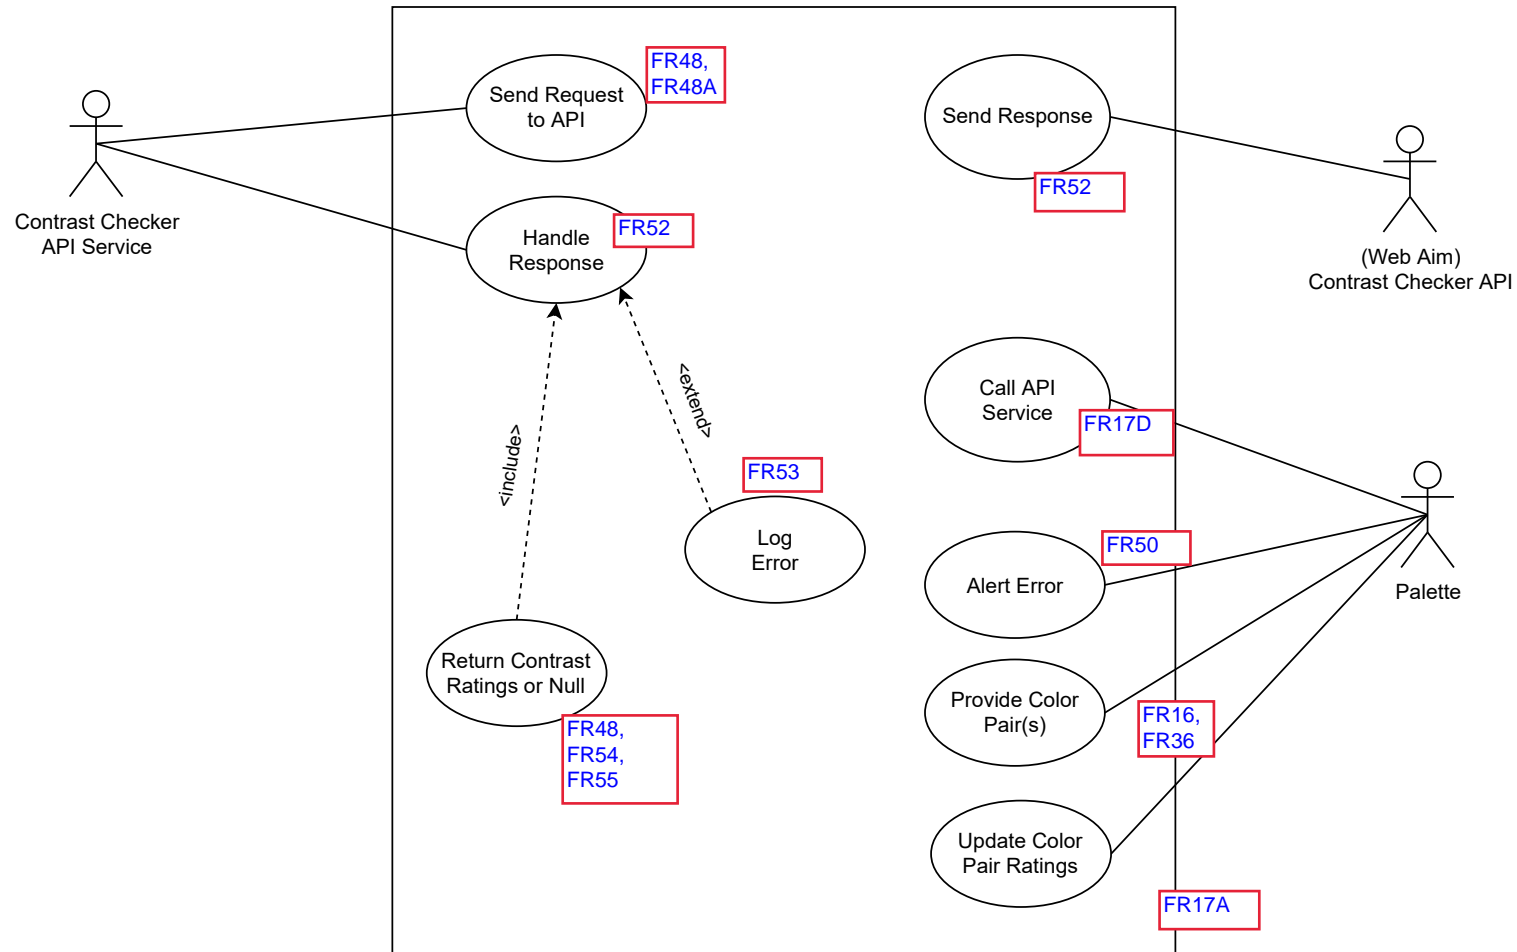 FR48,
FR48A
Send Request
to API
Send Response
FR52
Contrast Checker
API Service
Handle
Response
FR52
(Web Aim)
Contrast Checker API
<include>
<extend>
Call API
Service
FR17D
FR53
Log
Error
FR50
Alert Error
Palette
Return Contrast
Ratings or Null
FR48,
FR54,
FR55
Provide Color
Pair(s)
FR16,
FR36
Update Color
Pair Ratings
FR17A